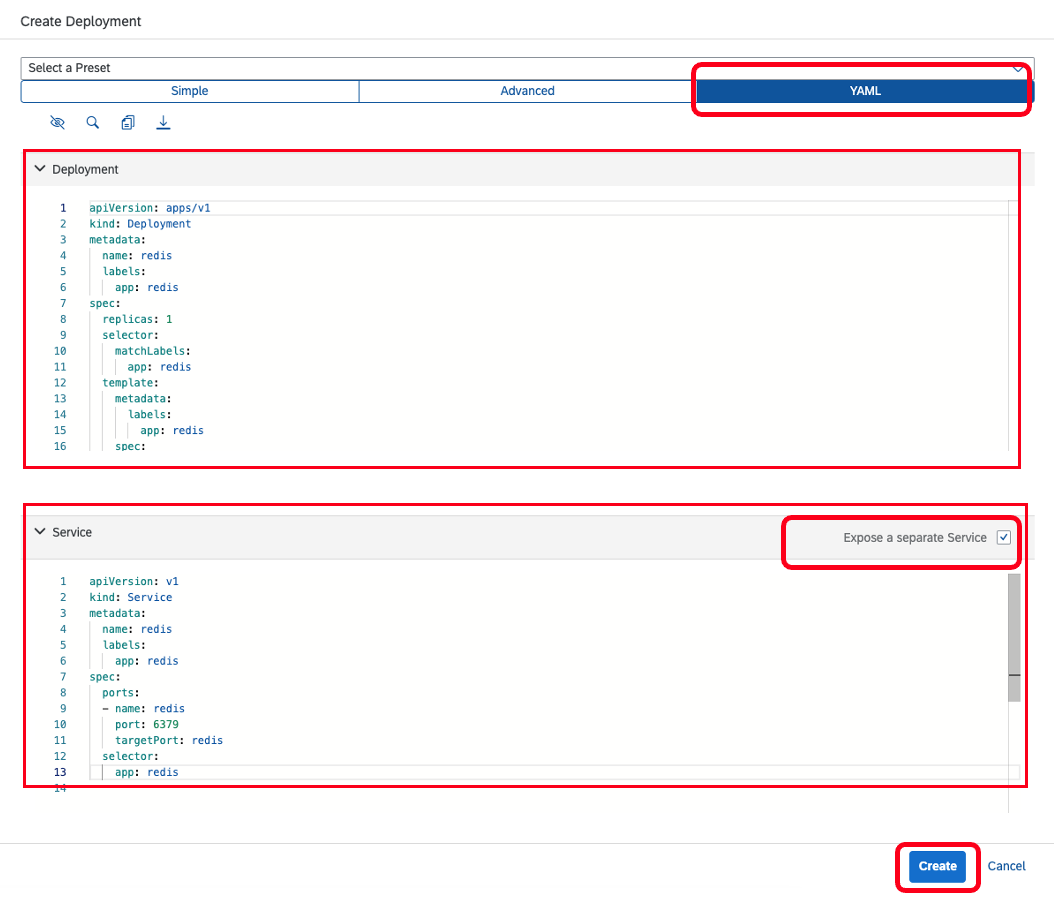 Create Deployment
Select a Preset
Simple Advanced YAML
Deployment
1 apiVersion: apps/v1
2 kind: Deployment
3 metadata:
4 name: redis
5 labels:
6 app: redis
7 spec:
8 replicas: 1
9 selector:
10 matchLabels:
11 app: redis
12 template:
13 metadata:
14 labels:
15 app: redis
16 spec:
Service Expose a separate Service
1 apiVersion: v1
2 kind: Service
3 metadata:
4 name: redis
5 labels:
6 app: redis
7 spec:
8 ports:
9 - name: redis
10 port: 6379
11 targetPort: redis
12 selector:
13 app: redis
14
Create Cancel